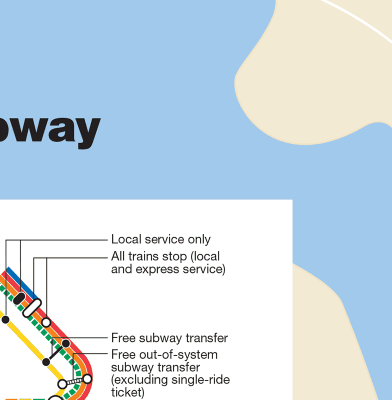 way
Local service only
All trains stop (local
and express service)
Free subway transfer
Free out-of-system
subway transfer
(excluding single-ride
ticket)